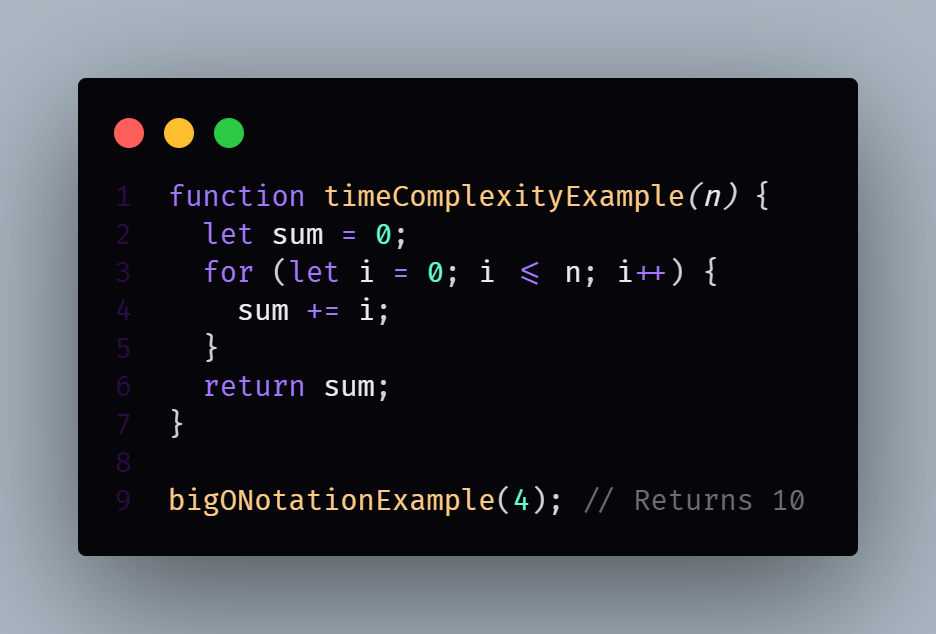 1 function timeComplexityExample(n) {
2 let sum = 0;
3 for (let i = 0; i <= n; i++) {
4 sum += i;
5 }
6 return sum;
7 }
8
9 bigONotationExample(4); // Returns 10